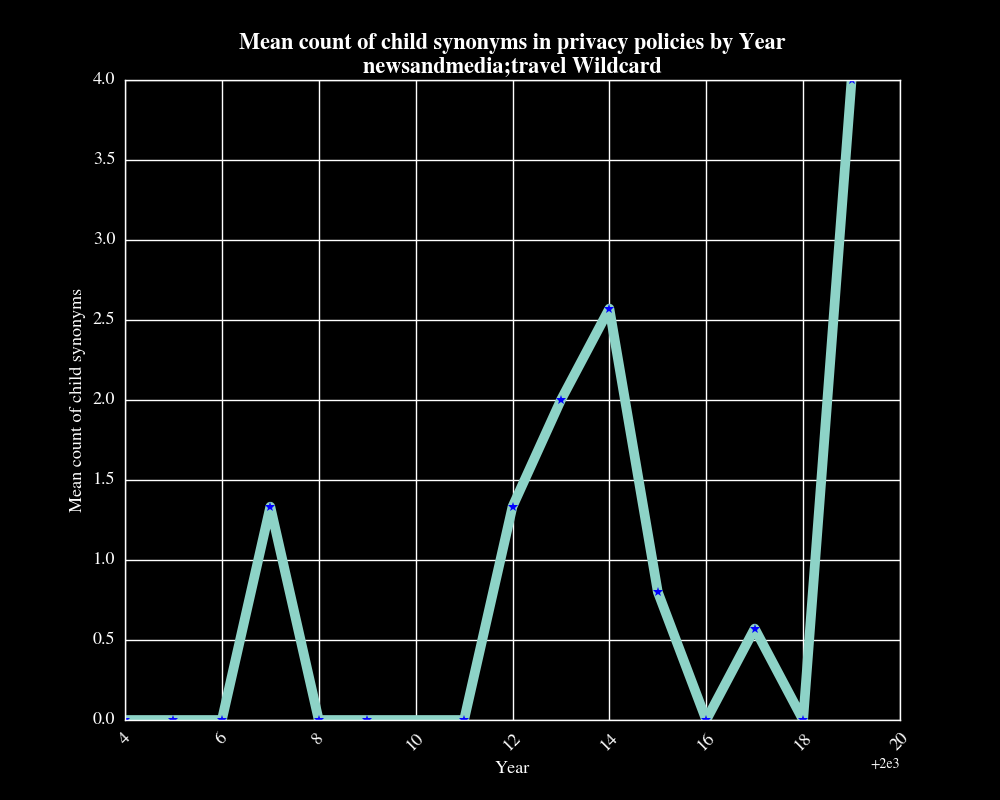 Mean count of child synonyms in privacy policies by Year
newsandmedia;travel Wildcard
4.0
3.5
3.0
2.5
2.0
1.5
1.0
0.5
0.0
Mean count of child synonyms
4 6 8 10 12 14 16 18 20
Year
+2e3